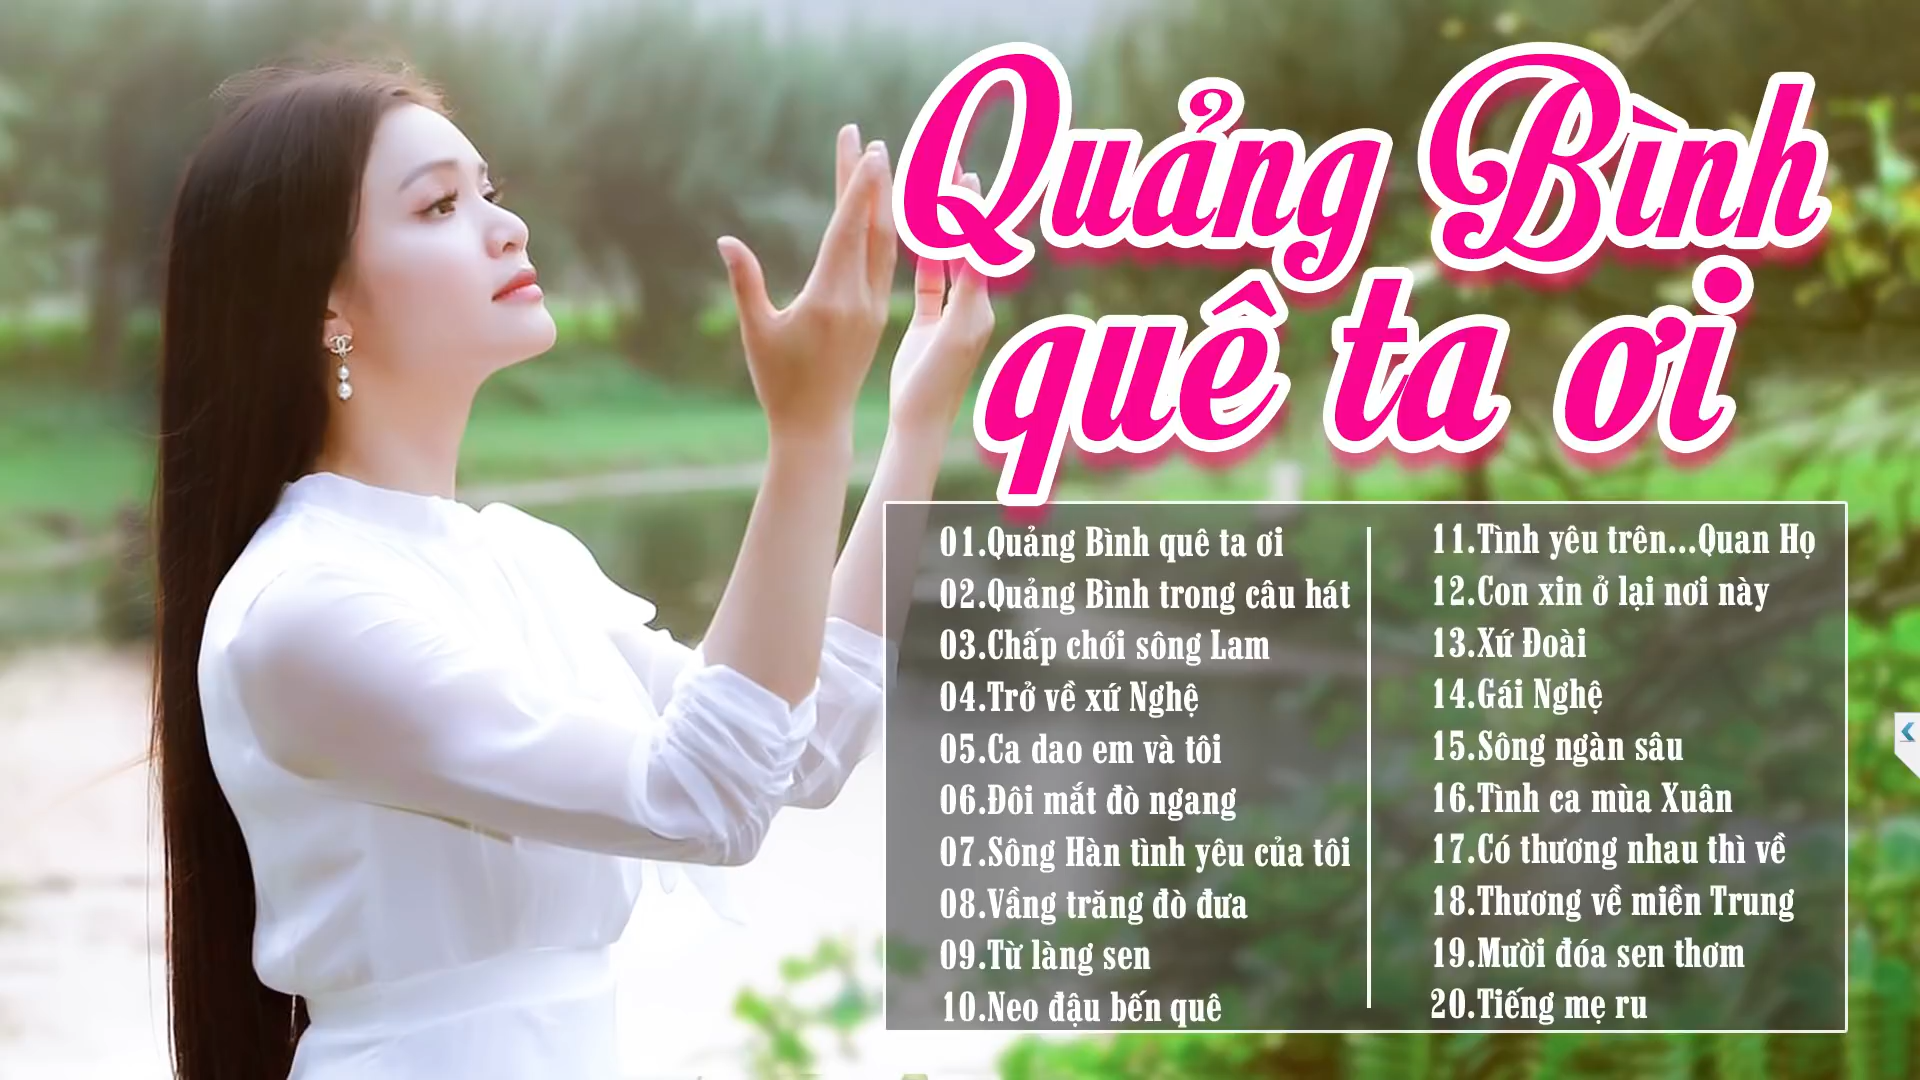 Quảng Bình
quê ta ơi
01.Quảng Bình quê ta ơi
02.Quảng Bình trong câu hát
03.Chấp chới sông Lam
04.Trở về xứ Nghệ
05.Ca dao em và tôi
06.Đôi mắt đò ngang
07.Sông Hàn tình yêu của tôi
08.Vầng trăng đò đưa
09.Từ làng sen
10.Neo đậu bến quê
11.Tình yêu trên...Quan Họ
12.Con xin ở lại nơi này
13.Xứ Đoài
14.Gái Nghệ
15.Sông ngàn sâu
16.Tình ca mùa Xuân
17.Có thương nhau thì về
18.Thương về miền Trung
19.Mười đóa sen thơm
20.Tiếng mẹ ru